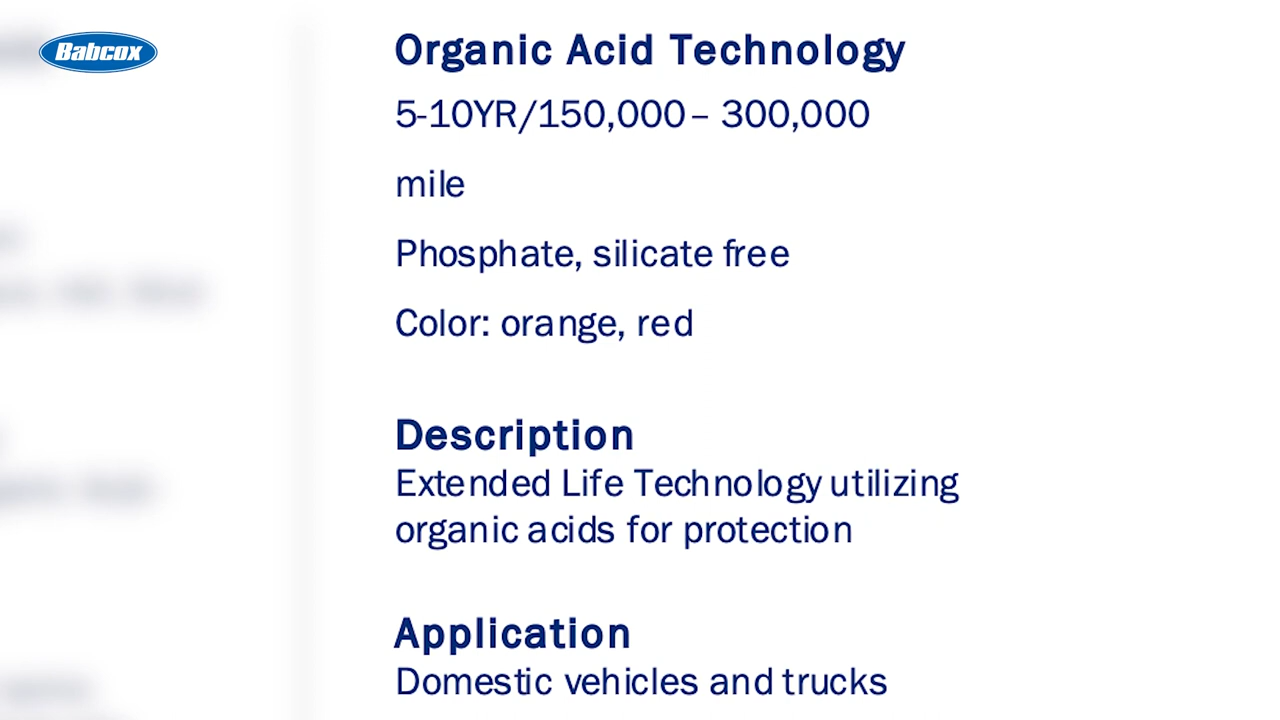 Babcox
Organic Acid Technology
5-10YR/150,000– 300,000
mile
Phosphate, silicate free
Color: orange, red
Description
Extended Life Technology utilizing
organic acids for protection
Application
Domestic vehicles and trucks